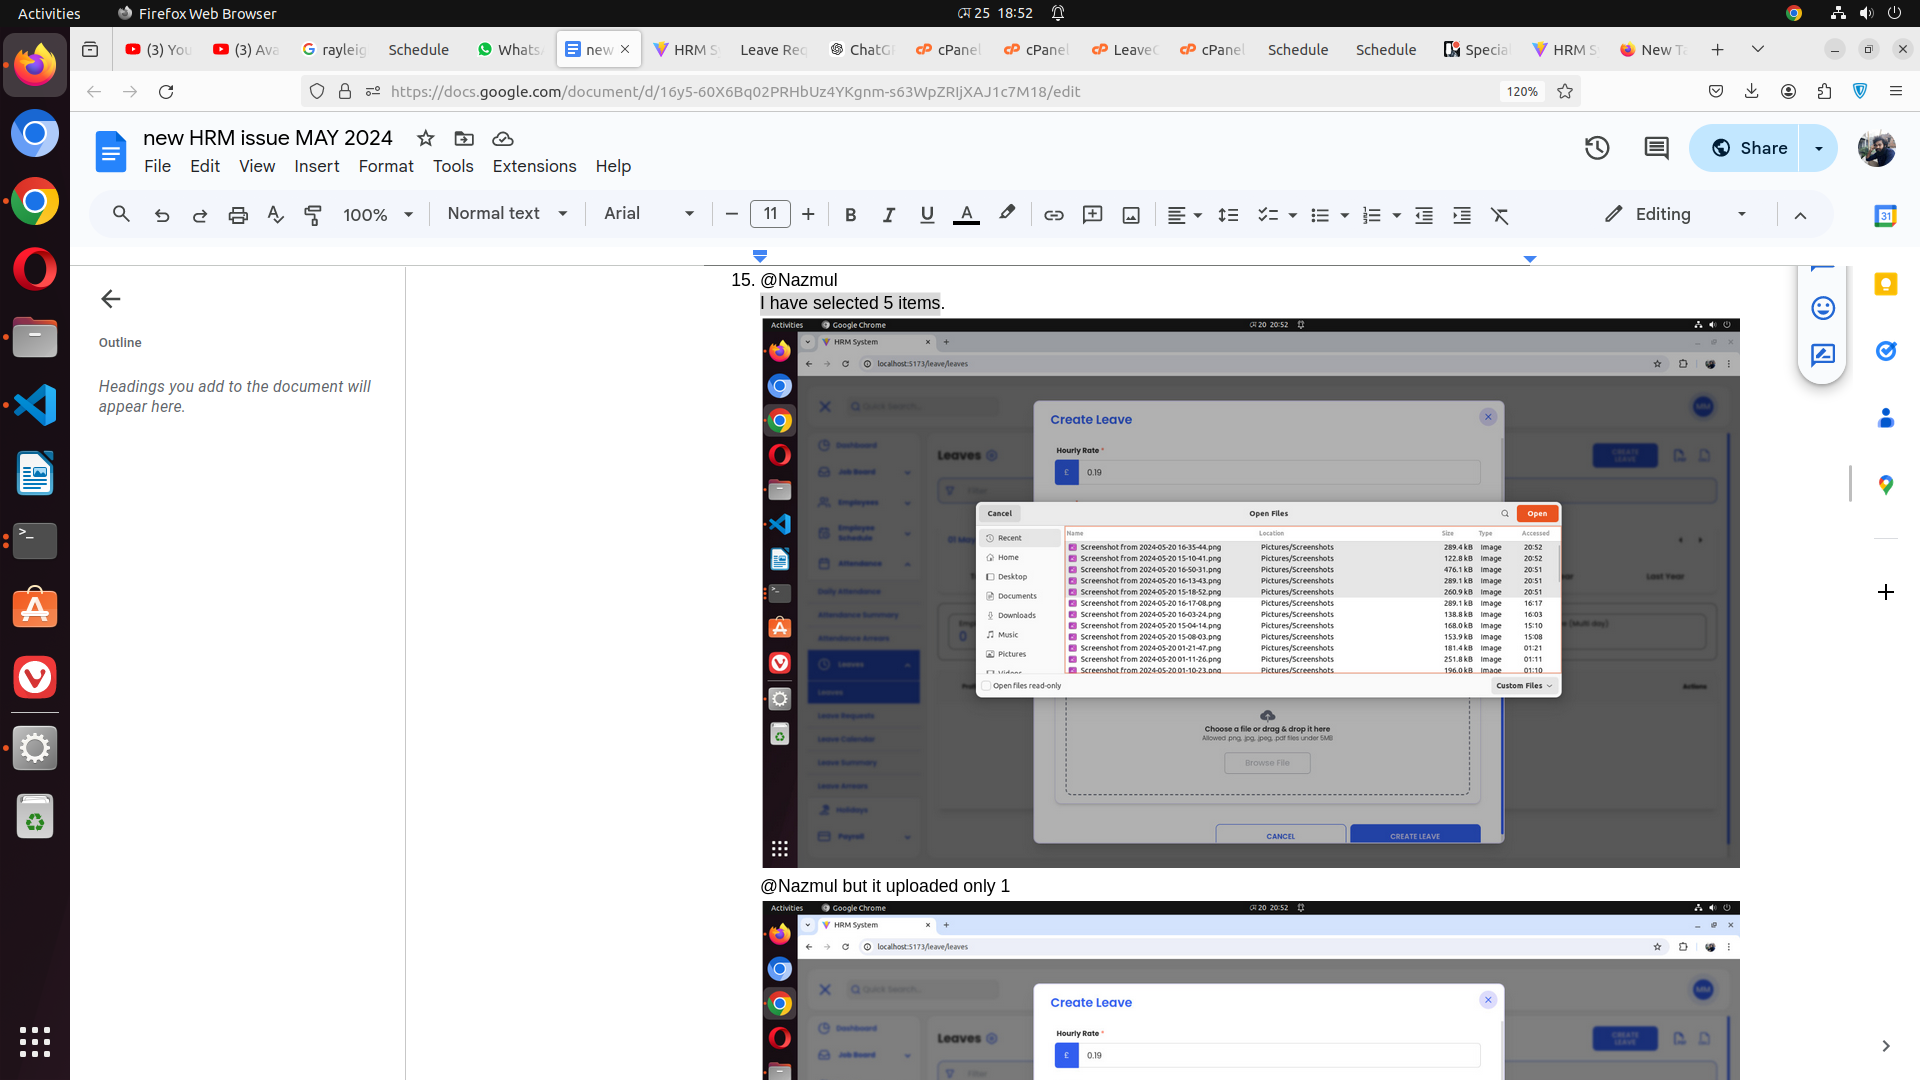 Activities Firefox Web Browser 25 18:52
(3) You (3) Ava rayleig Schedule Whats new HRM S Leave Req ChatG cPanel cPanel Leave cPanel Schedule Schedule Special HRM S New Ta
https://docs.google.com/document/d/16y5-60X6Bq02PRHbUz4YKgnm-s63WpZRIjXAJ1c7M18/edit 120%
new HRM issue MAY 2024
Share
File Edit View Insert Format Tools Extensions Help
100% Normal text Arial 11 Editing
Outline
Headings you add to the document will
appear here.
15. @Nazmul
I have selected 5 items.
Activities Google Chrome 20 20:52
HRM System
localhost:5173/leave/leaves
Quick Search...
Create Leave
Dashboard
Job Board
Employees
Employee
Schedule
Attendance
Daily Attendance
Attendance Summary
Attendance Arrears
Leaves
Leaves
Leave Requests
Leave Calendar
Leave Summary
Leave Arrears
Holidays
Payroll
Leaves
CREATE
LEAVE
Filter
Last Year
Actions
Hourly Rate *
£ 0.19
Cancel Open Files Open
Recent
Home
Desktop
Documents
Downloads
Music
Pictures
Videos
Name Location Size Type Accessed
Screenshot from 2024-05-20 16-35-44.png Pictures/Screenshots 289.4 kB Image 20:52
Screenshot from 2024-05-20 15-10-41.png Pictures/Screenshots 122.8 kB Image 20:52
Screenshot from 2024-05-20 16-50-31.png Pictures/Screenshots 476.1 kB Image 20:51
Screenshot from 2024-05-20 16-13-43.png Pictures/Screenshots 289.1 kB Image 20:51
Screenshot from 2024-05-20 15-18-52.png Pictures/Screenshots 260.9 kB Image 20:51
Screenshot from 2024-05-20 16-17-08.png Pictures/Screenshots 289.1 kB Image 16:17
Screenshot from 2024-05-20 16-03-24.png Pictures/Screenshots 138.8 kB Image 16:03
Screenshot from 2024-05-20 15-04-14.png Pictures/Screenshots 168.0 kB Image 15:10
Screenshot from 2024-05-20 15-08-03.png Pictures/Screenshots 153.9 kB Image 15:08
Screenshot from 2024-05-20 01-21-47.png Pictures/Screenshots 181.4 kB Image 01:21
Screenshot from 2024-05-20 01-11-26.png Pictures/Screenshots 251.8 kB Image 01:11
Screenshot from 2024-05-20 01-10-23.png Pictures/Screenshots 196.0 kB Image 01:10
Open files read-only Custom Files
Choose a file or drag & drop it here
Allowed .png, .jpg, .jpeg, .pdf files under 5MB
Browse File
CANCEL CREATE LEAVE
@Nazmul but it uploaded only 1
Activities Google Chrome 20 20:52
HRM System
localhost:5173/leave/leaves
Quick Search...
Create Leave
Dashboard
Job Board
Leaves
CREATE
LEAVE
Filter
Hourly Rate *
£ 0.19